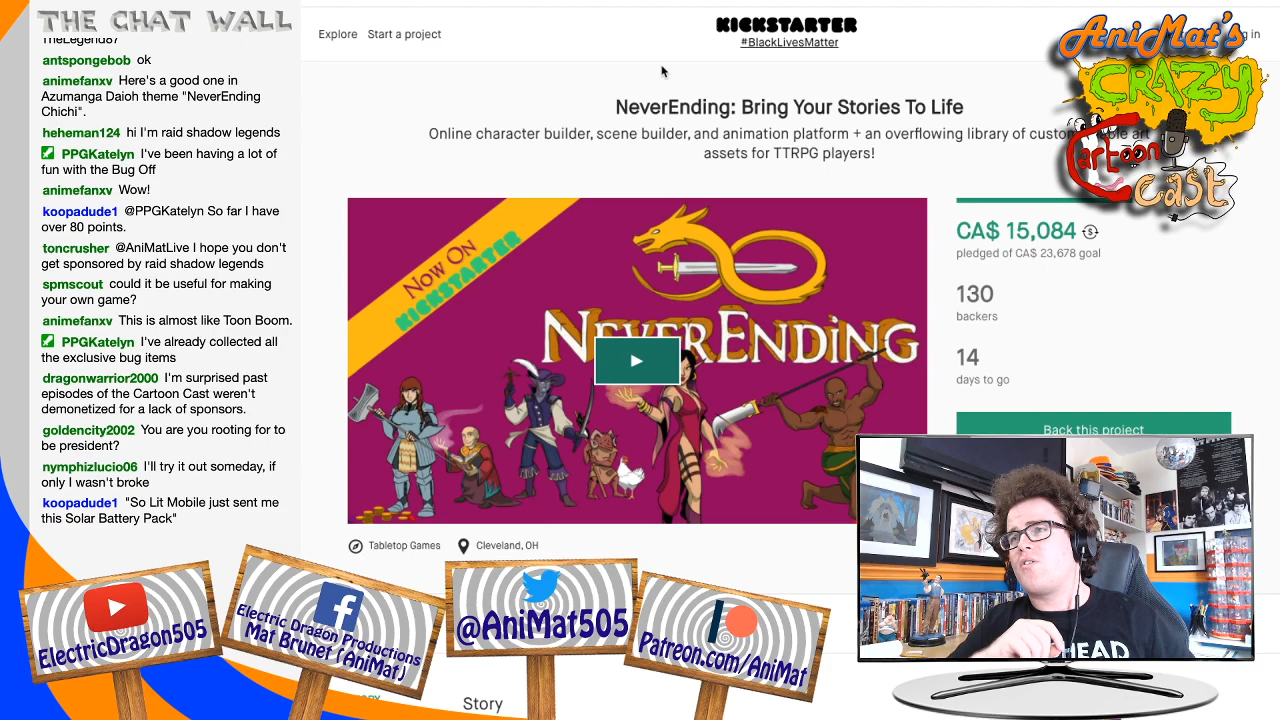 THE CHAT WALL
TheLegend87
antspongebob ok
animefanxv Here's a good one in
Azumanga Daioh theme "NeverEnding
Chichi".
heheman124 hi I'm raid shadow legends
PPGKatelyn I've been having a lot of
fun with the Bug Off
animefanxv Wow!
koopadude1 @PPGKatelyn So far I have
over 80 points.
toncrusher @AniMatLive I hope you don't
get sponsored by raid shadow legends
spmscout could it be useful for making
your own game?
animefanxv This is almost like Toon Boom.
PPGKatelyn I've already collected all
the exclusive bug items
dragonwarrior2000 I'm surprised past
episodes of the Cartoon Cast weren't
demonetized for a lack of sponsors.
goldencity2002 You are you rooting for to
be president?
nymphizlucio06 I'll try it out someday, if
only I wasn't broke
koopadude1 "So Lit Mobile just sent me
this Solar Battery Pack"
Explore Start a project
KICKSTARTER
#BlackLivesMatter
in
AniMat's
CRAZY
Cartoon
Cast
NeverEnding: Bring Your Stories To Life
Online character builder, scene builder, and animation platform + an overflowing library of art
assets for TTRPG players!
Now On
KICKSTARTER
NEVERENDING
CA$ 15,084
pledged of CA$ 23,678 goal
130
backers
14
days to go
Back this project
Tabletop Games
Cleveland, OH
Story
ElectricDragon505
Electric Dragon Productions
Mat Brunet (AniMat)
@AniMat505
Patreon.com/AniMat
HEAD